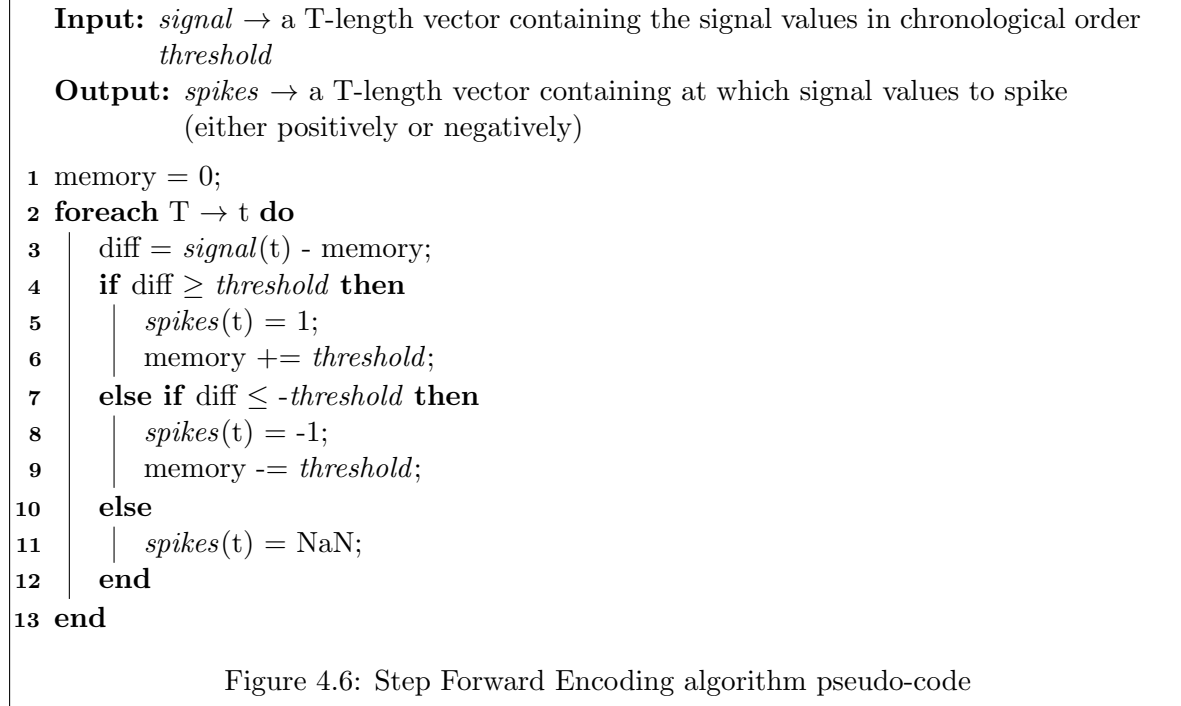 Input: signal → a T-length vector containing the signal values in chronological order
threshold
Output: spikes → a T-length vector containing at which signal values to spike
(either positively or negatively)
1 memory = 0;
2 foreach T → t do
3 diff = signal(t) - memory;
4 if diff ≥ threshold then
5 spikes(t) = 1;
6 memory += threshold;
7 else if diff ≤ -threshold then
8 spikes(t) = -1;
9 memory -= threshold;
10 else
11 spikes(t) = NaN;
12 end
13 end
Figure 4.6: Step Forward Encoding algorithm pseudo-code